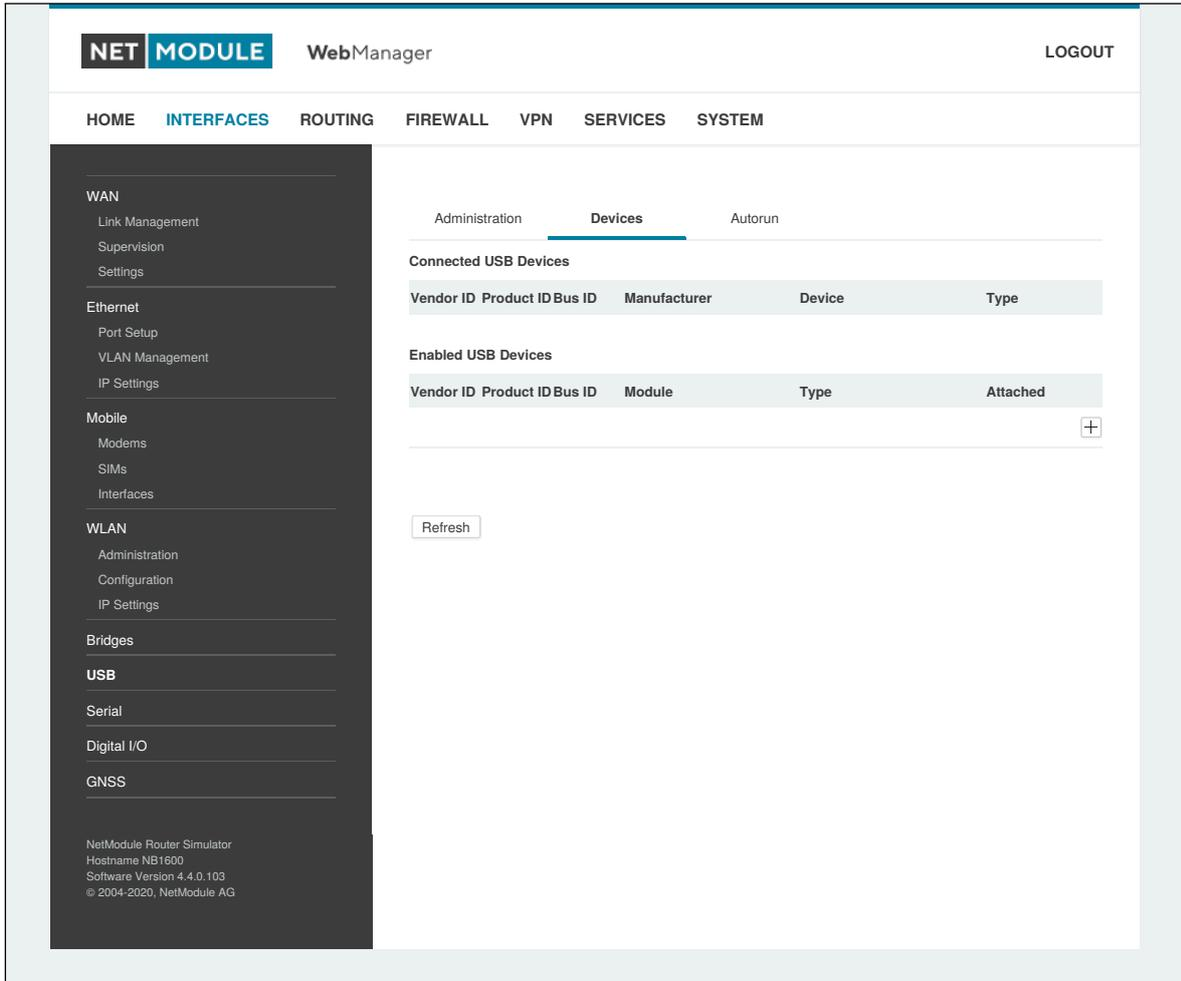 NET MODULE WebManager LOGOUT
HOME INTERFACES ROUTING FIREWALL VPN SERVICES SYSTEM
WAN
Link Management
Supervision
Settings
Ethernet
Port Setup
VLAN Management
IP Settings
Mobile
Modems
SIMs
Interfaces
WLAN
Administration
Configuration
IP Settings
Bridges
USB
Serial
Digital I/O
GNSS
NetModule Router Simulator
Hostname NB1600
Software Version 4.4.0.103
© 2004-2020, NetModule AG
Administration Devices Autorun
Connected USB Devices
Vendor ID Product ID Bus ID Manufacturer Device Type
Enabled USB Devices
Vendor ID Product ID Bus ID Module Type Attached
Refresh